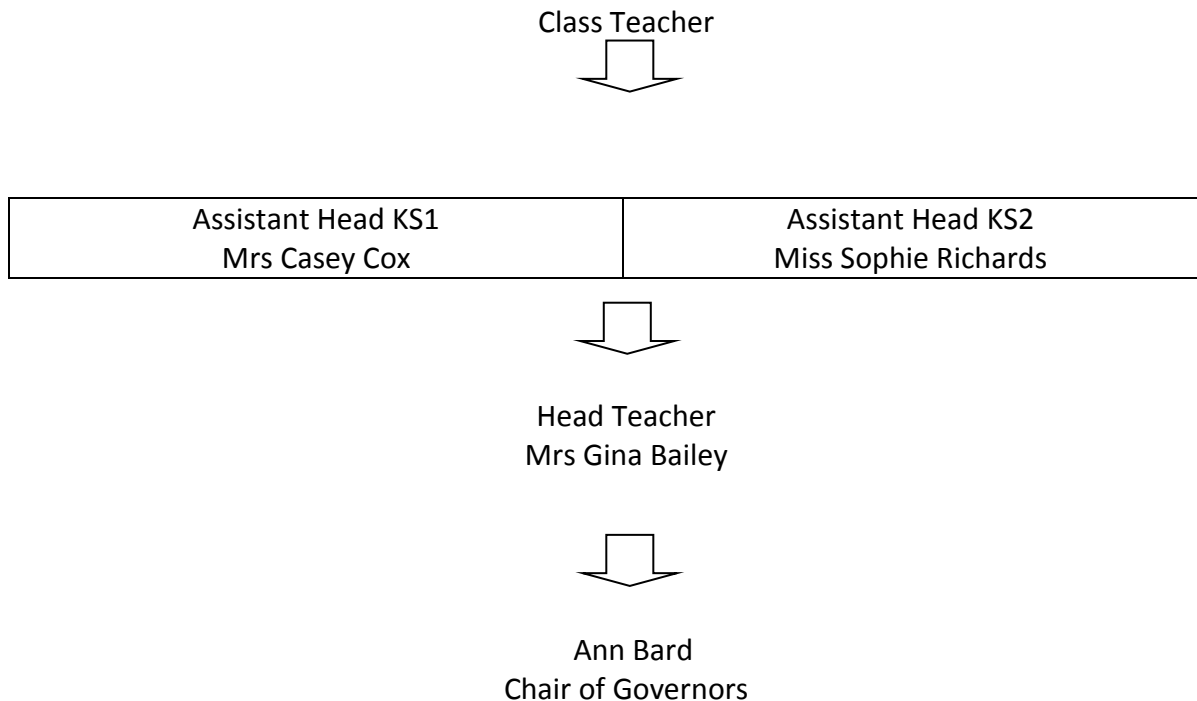 Class Teacher
Assistant Head KS1
Mrs Casey Cox
Assistant Head KS2
Miss Sophie Richards
Head Teacher
Mrs Gina Bailey
Ann Bard
Chair of Governors